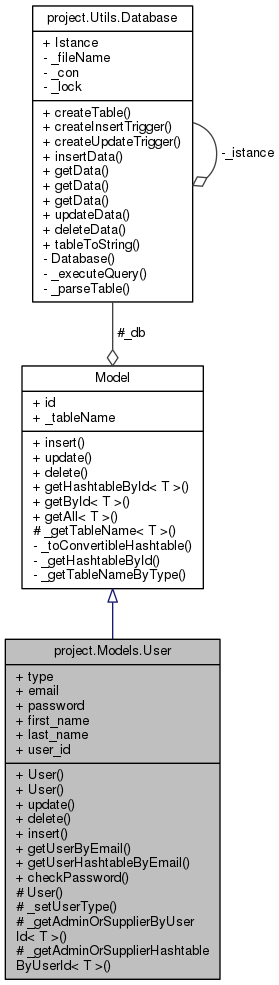 project.Utils.Database
+ Istance
- _fileName
- _con
- _lock
+ createTable()
+ createInsertTrigger()
+ createUpdateTrigger()
+ insertData()
+ getData()
+ getData()
+ getData()
+ updateData()
+ deleteData()
+ tableToString()
- Database()
- _executeQuery()
- _parseTable()
-_istance
#_db
Model
+ id
+ _tableName
+ insert()
+ update()
+ delete()
+ getHashtableById< T >()
+ getById< T >()
+ getAll< T >()
# _getTableName< T >()
- _toConvertibleHashtable()
- _getHashtableById()
- _getTableNameByType()
project.Models.User
+ type
+ email
+ password
+ first_name
+ last_name
+ user_id
+ User()
+ User()
+ update()
+ delete()
+ insert()
+ getUserByEmail()
+ getUserHashtableByEmail()
+ checkPassword()
# User()
# _setUserType()
# _getAdminOrSupplierByUser
Id< T >()
# _getAdminOrSupplierHashtable
ByUserId< T >()